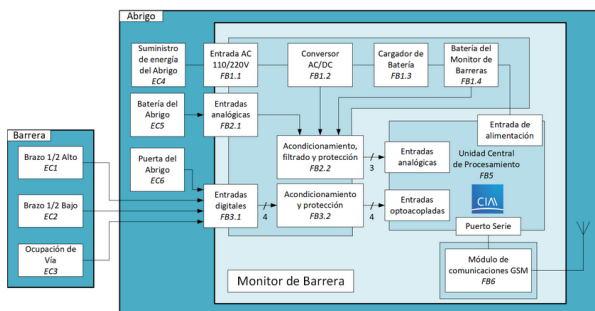 Abrigo
Suministro
de energía
del Abrigo
EC4
Entrada AC
110/220V
FB1.1
Conversor
AC/DC
FB1.2
Cargador de
Batería
FB1.3
Batería del
Monitor de
Barreras
FB1.4
Batería del
Abrigo
EC5
Entradas
analógicas
FB2.1
Entrada de
alimentación
Barrera
Brazo 1/2 Alto
EC1
Puerta del
Abrigo
EC6
Acondicionamiento,
filtrado y protección
FB2.2
3
Entradas
analógicas
Unidad Central
de Procesamiento
FB5
Brazo 1/2 Bajo
EC2
Entradas
digitales
FB3.1
4
Acondicionamiento
y protección
FB3.2
4
Entradas
optoacopladas
CIAA
Puerto Serie
Ocupación de
Vía
EC3
Monitor de Barrera
Módulo de
comunicaciones GSM
FB6